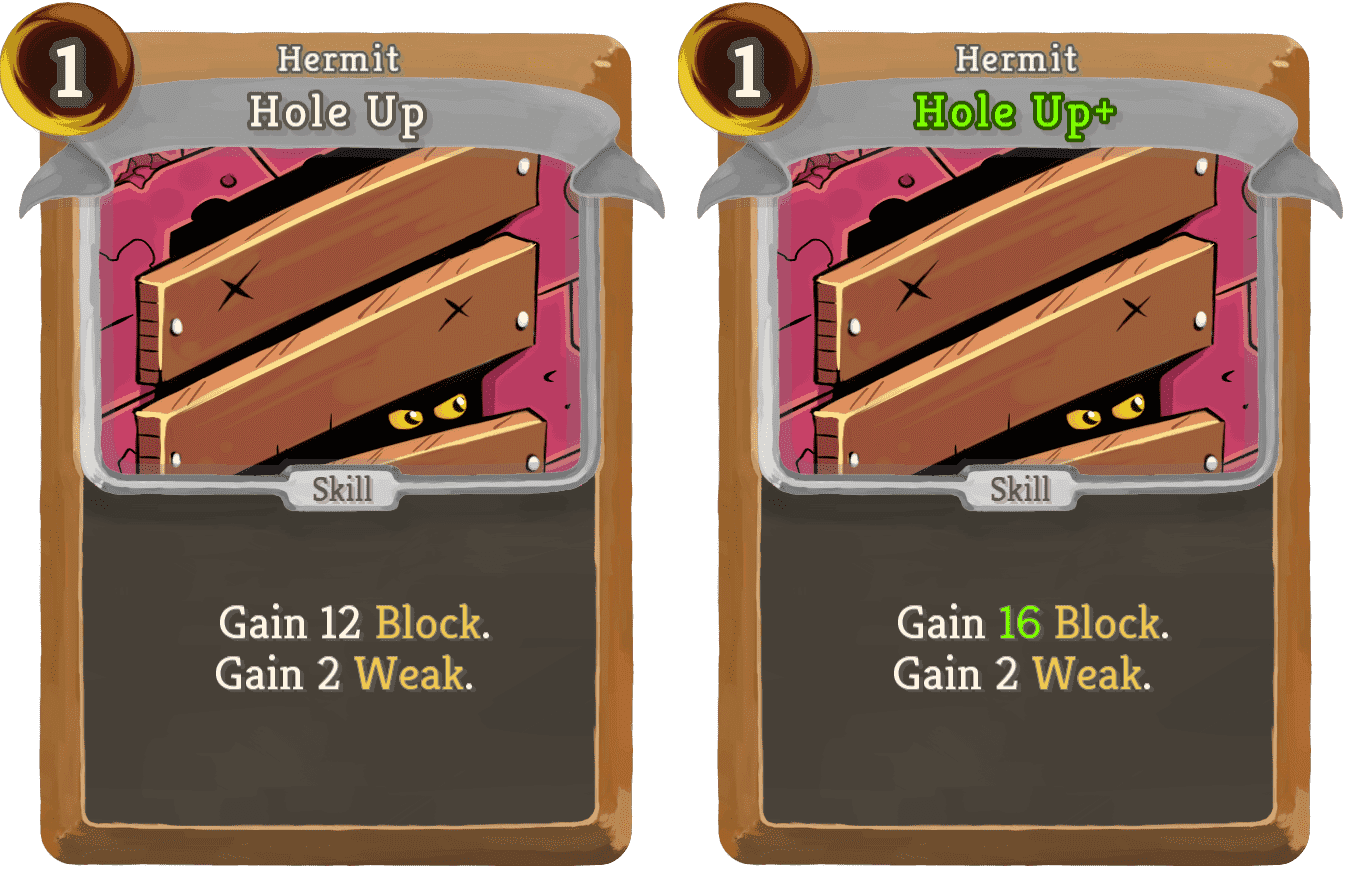 1
Hermit
Hole Up
Skill
Gain 12 Block.
Gain 2 Weak.
1
Hermit
Hole Up+
Skill
Gain 16 Block.
Gain 2 Weak.